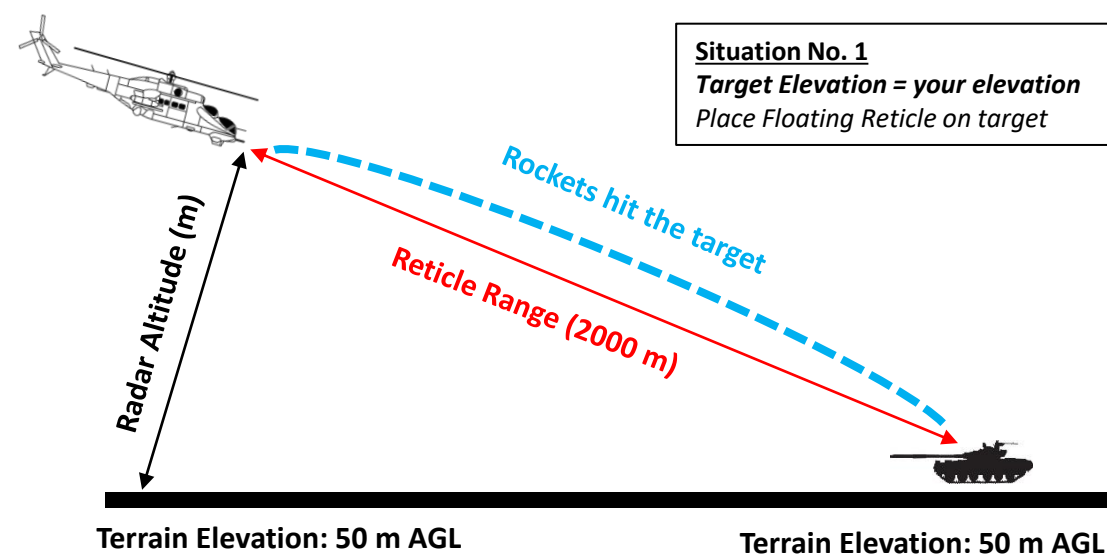 Situation No. 1
Target Elevation = your elevation
Place Floating Reticle on target
Rockets hit the target
Reticle Range (2000 m)
Radar Altitude (m)
Terrain Elevation: 50 m AGL
Terrain Elevation: 50 m AGL